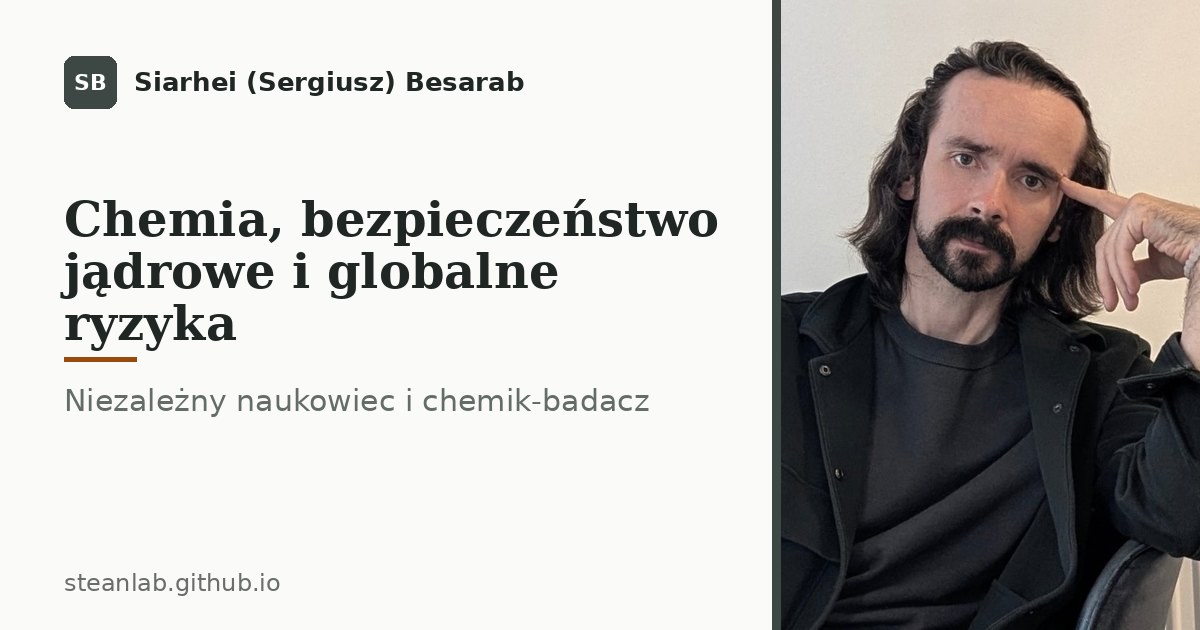 SB
Siarhei (Sergiusz) Besarab
Chemia, bezpieczeństwo
jądrowe i globalne
ryzyka
Niezależny naukowiec i chemik-badacz
steanlab.github.io